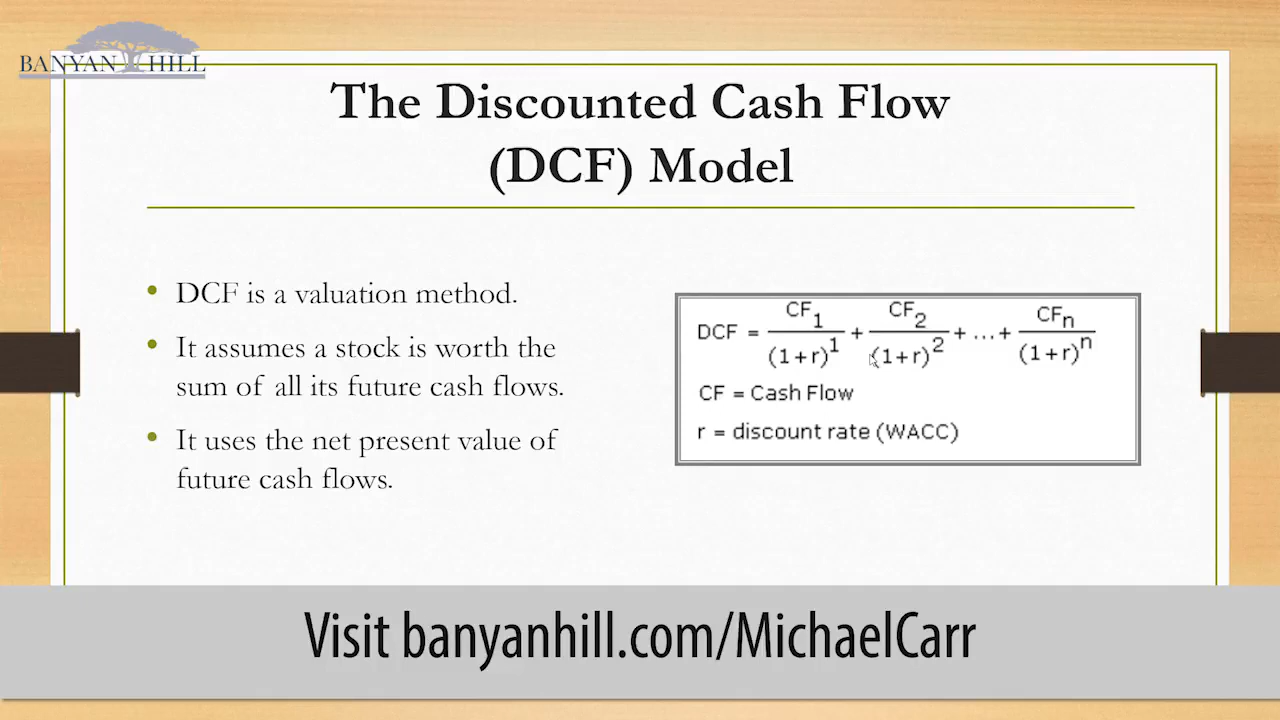 BANYAN HILL
The Discounted Cash Flow
(DCF) Model
• DCF is a valuation method.
• It assumes a stock is worth the
sum of all its future cash flows.
• It uses the net present value of
future cash flows.
DCF = CF₁/(1+r)¹ + CF₂/(1+r)² + ... + CFₙ/(1+r)ⁿ
CF = Cash Flow
r = discount rate (WACC)
Visit banyanhill.com/MichaelCarr